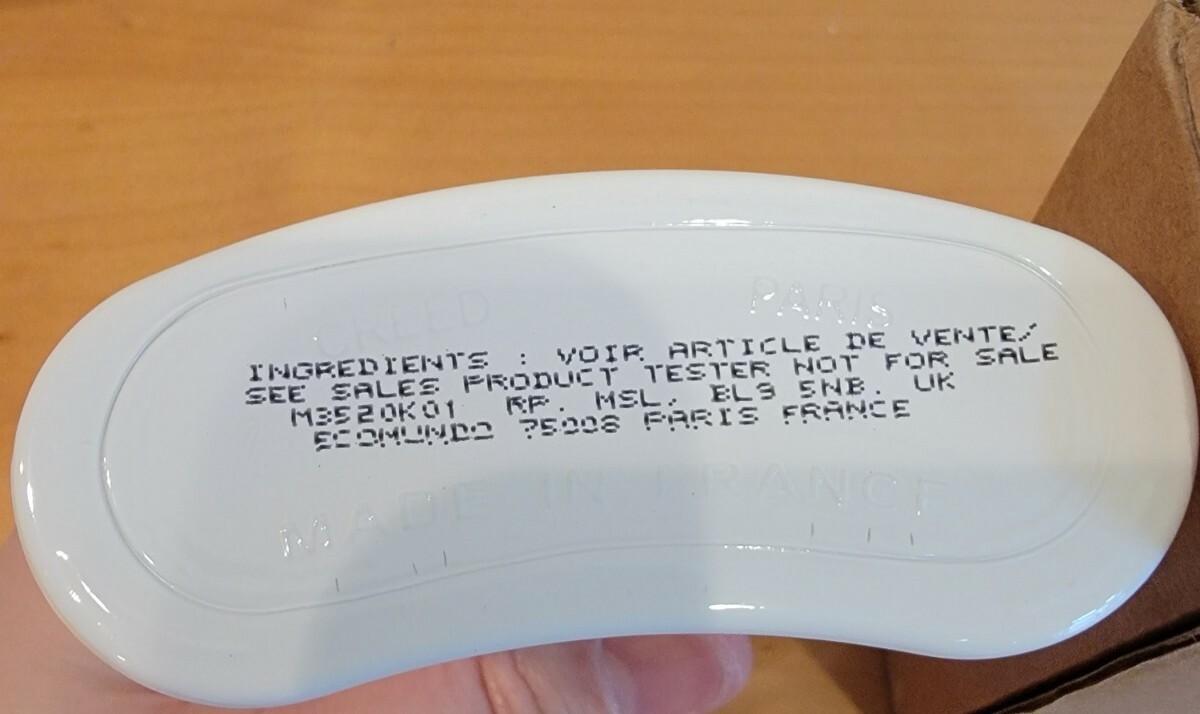 CREED PARIS
INGREDIENTS : VOIR ARTICLE DE VENTE/
SEE SALES PRODUCT TESTER NOT FOR SALE
M3520K01 RP. MSL, BL9 5NB. UK
ECOMUNDO 75008 PARIS FRANCE
MADE IN FRANCE